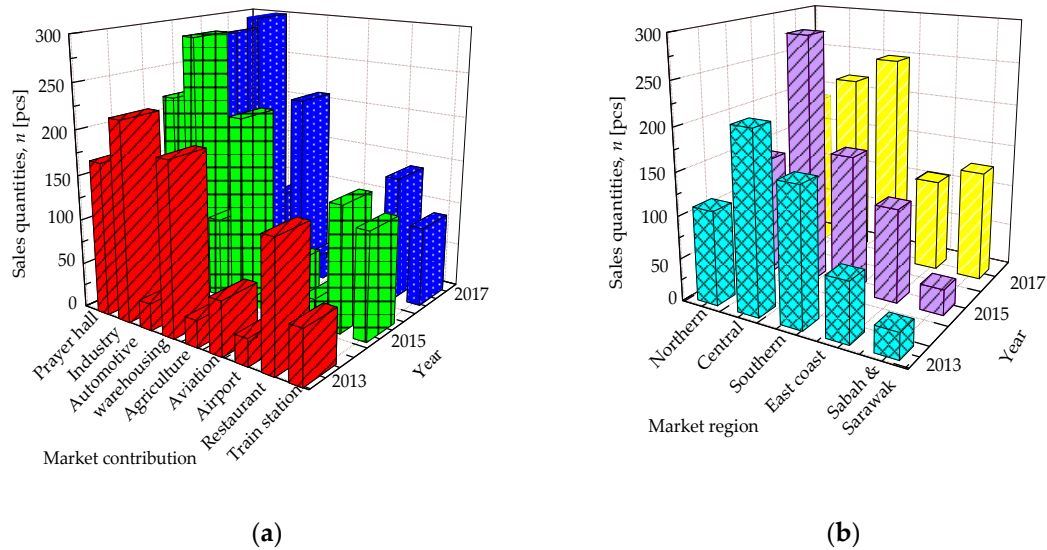 300
250
200
150
100
50
0
Sales quantities, n [pcs]
Prayer hall
Industry
Automotive
warehousing
Agriculture
Aviation
Airport
Restaurant
Train station
Market contribution
2013
2015
2017
Year
(a)
300
250
200
150
100
50
0
Sales quantities, n [pcs]
Northern
Central
Southern
East coast
Sabah &
Sarawak
Market region
2013
2015
2017
Year
(b)